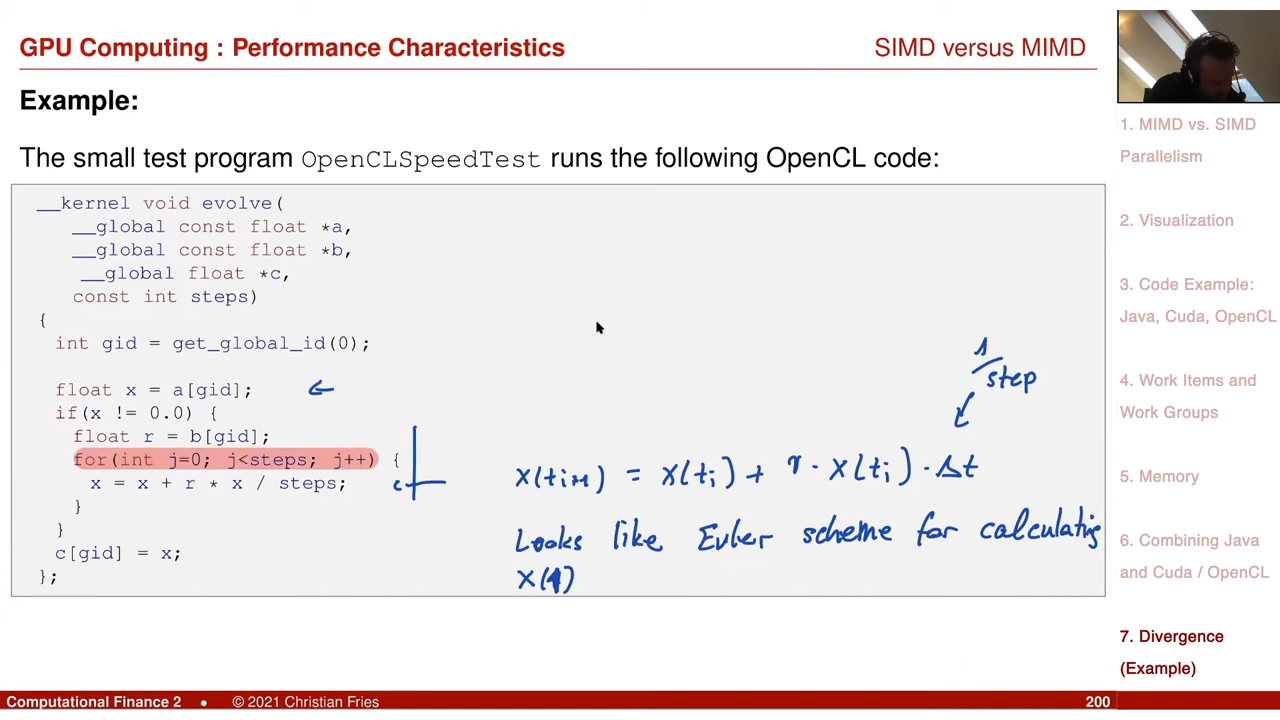 GPU Computing : Performance Characteristics
SIMD versus MIMD
Example:
The small test program OpenCLSpeedTest runs the following OpenCL code:
__kernel void evolve(
__global const float *a,
__global const float *b,
__global float *c,
const int steps)
{
int gid = get_global_id(0);
float x = a[gid];
if(x != 0.0) {
float r = b[gid];
for(int j=0; j<steps; j++) {
x = x + r * x / steps;
}
}
c[gid] = x;
};
1
step
x(ti+1) = x(ti) + r · x(ti) · Δt
Looks like Euler scheme for calculating
x(1)
1. MIMD vs. SIMD
Parallelism
2. Visualization
3. Code Example:
Java, Cuda, OpenCL
4. Work Items and
Work Groups
5. Memory
6. Combining Java
and Cuda / OpenCL
7. Divergence
(Example)
Computational Finance 2 • © 2021 Christian Fries
200